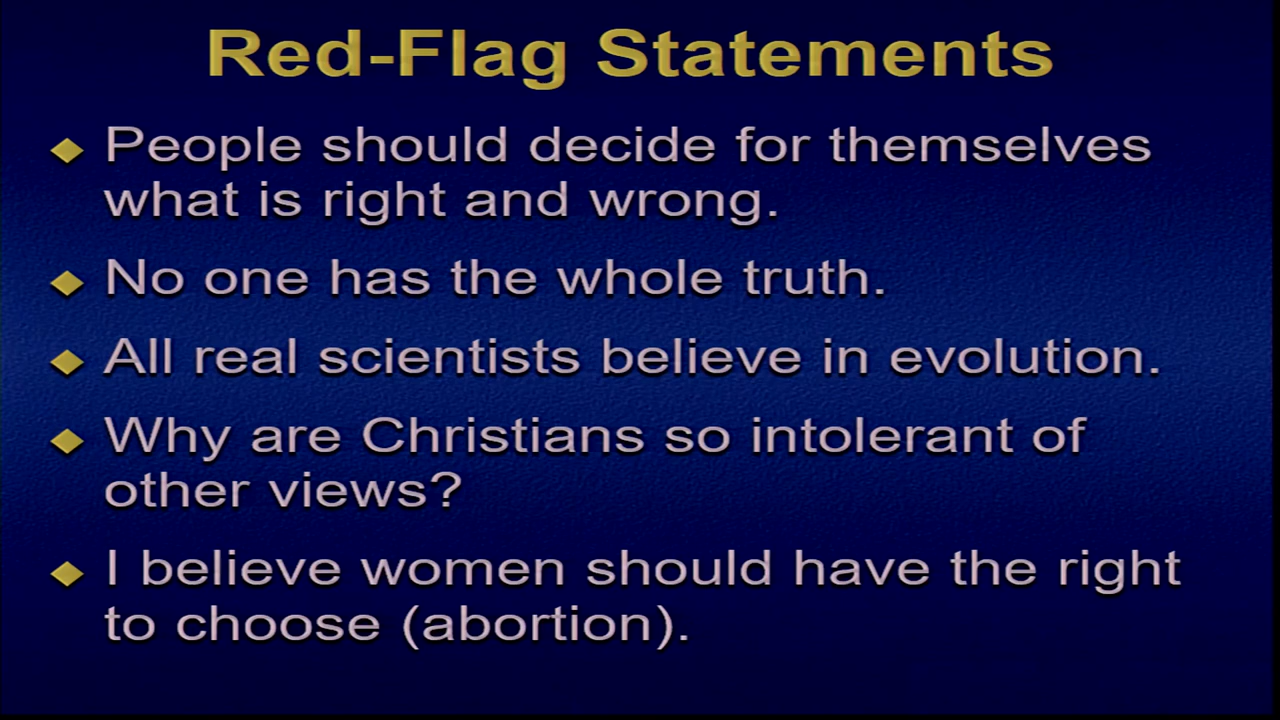 Red-Flag Statements
People should decide for themselves
what is right and wrong.
No one has the whole truth.
All real scientists believe in evolution.
Why are Christians so intolerant of
other views?
I believe women should have the right
to choose (abortion).